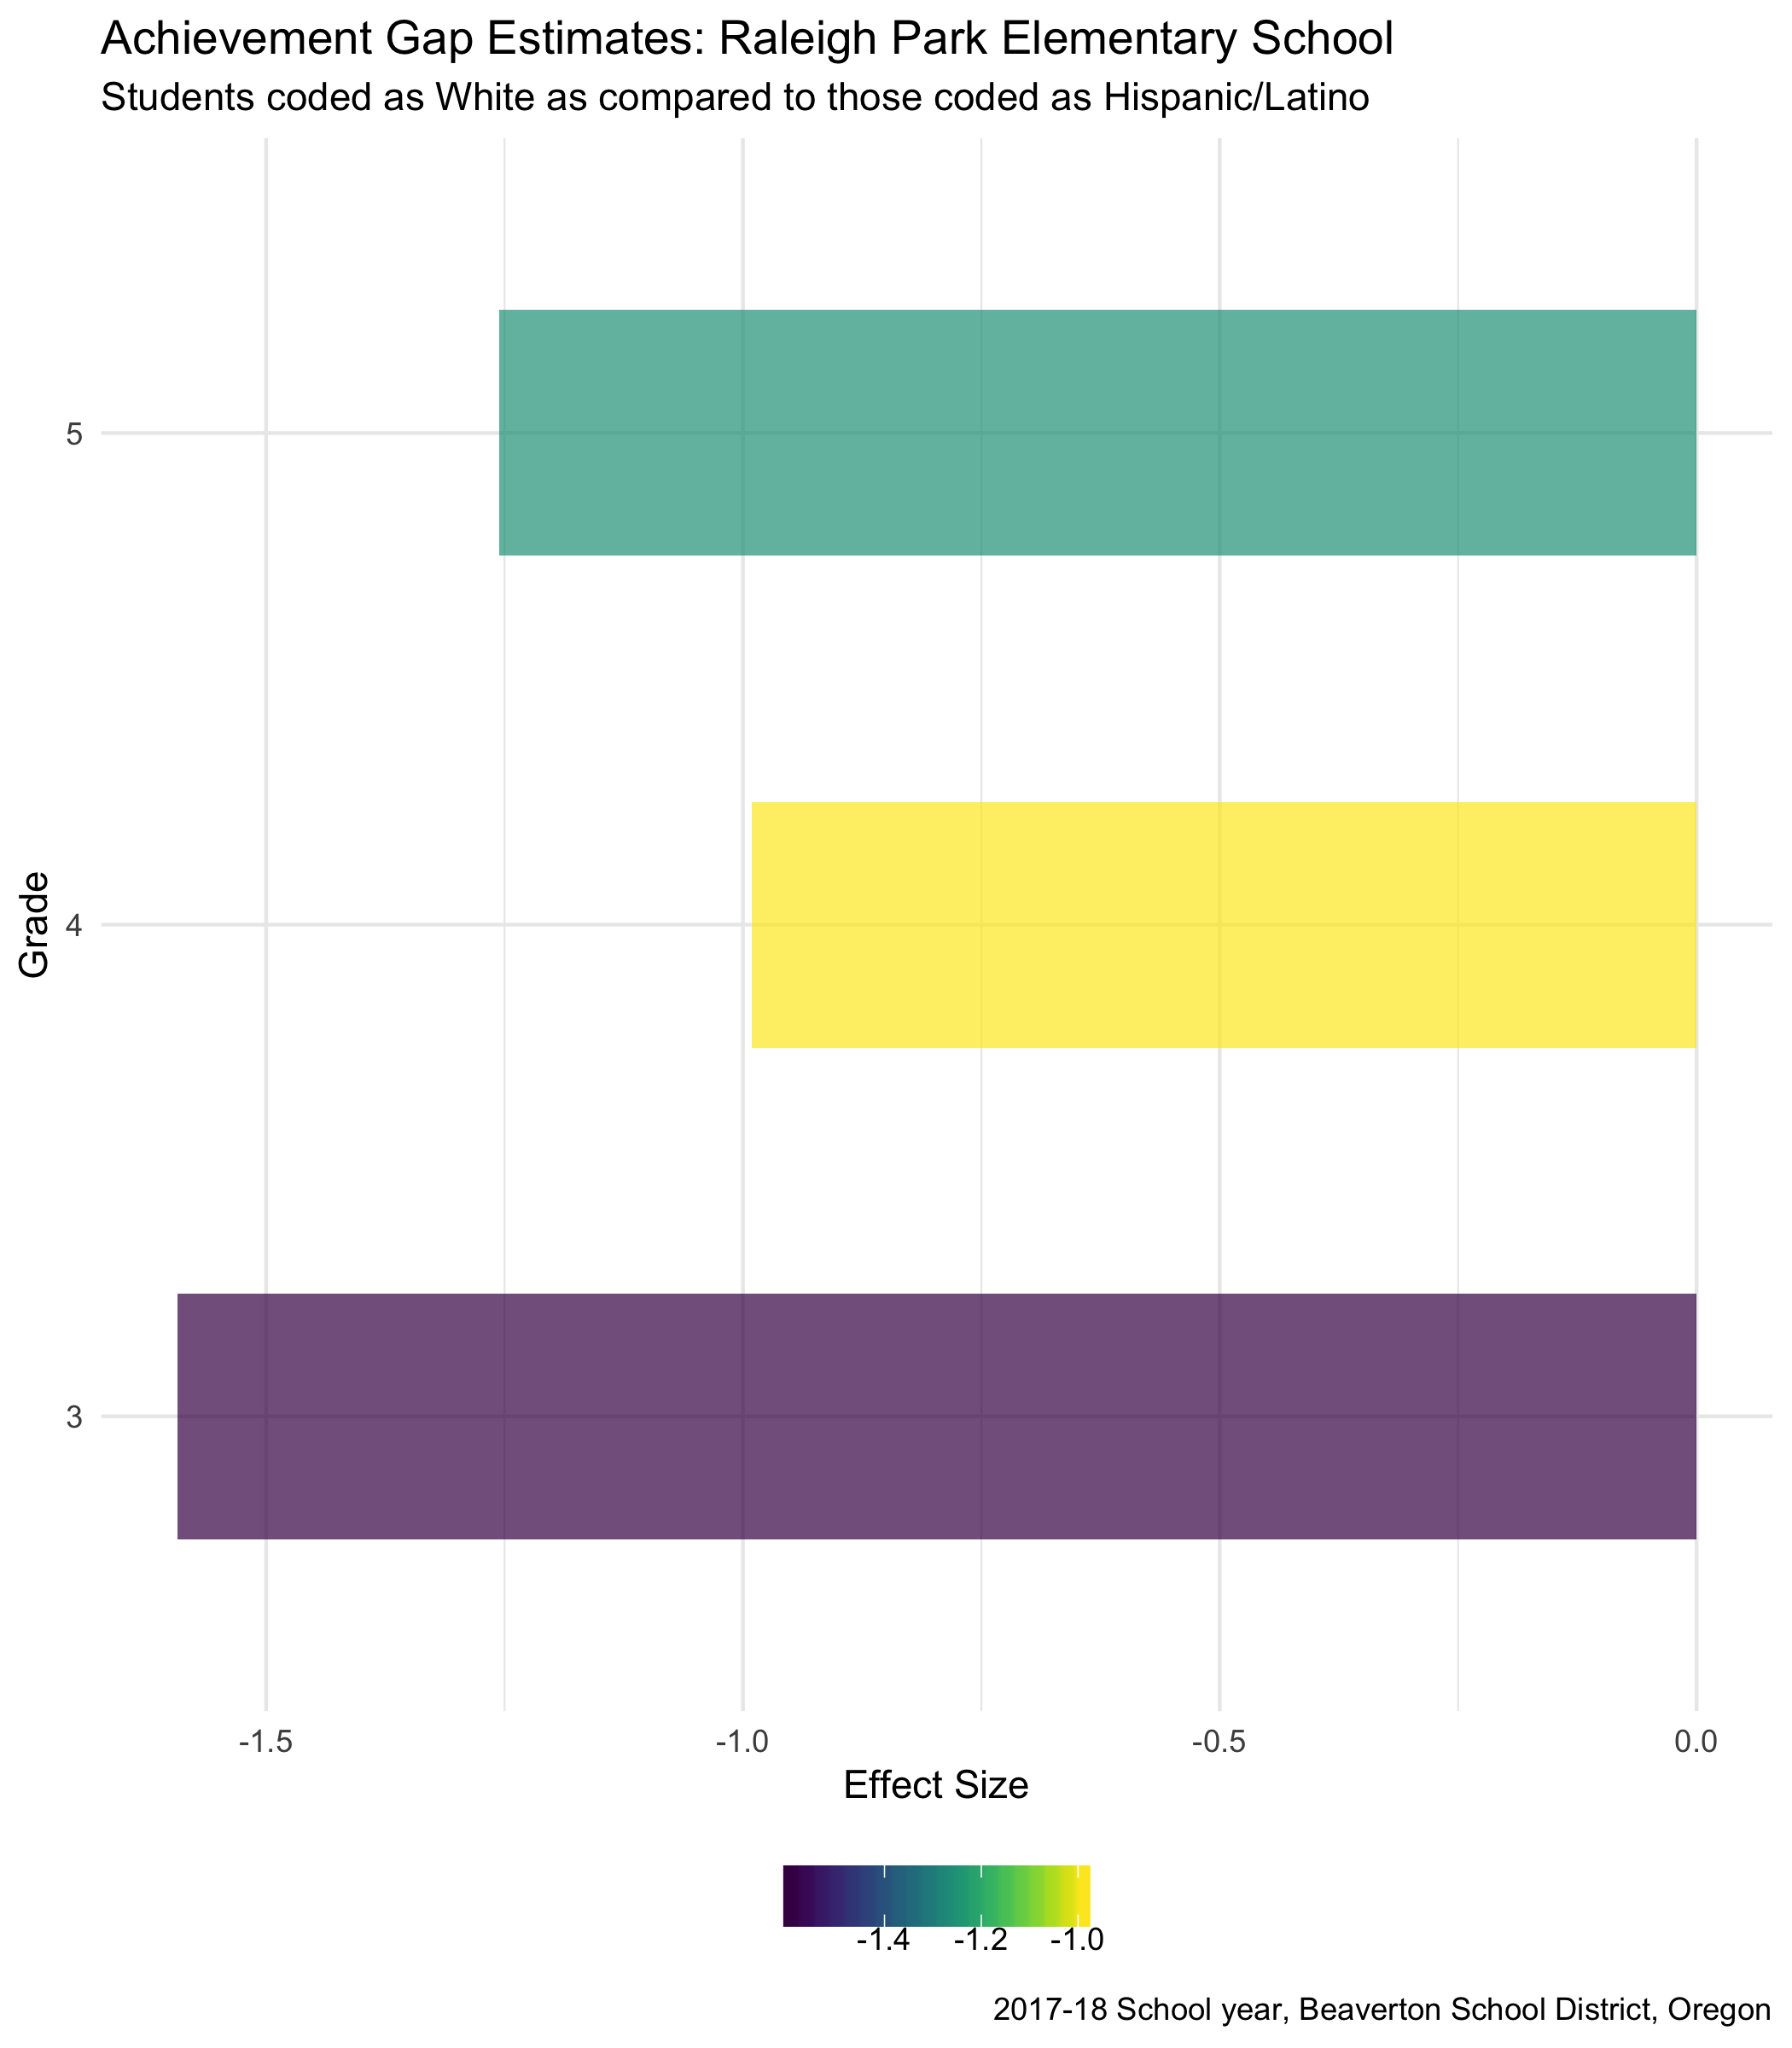 Achievement Gap Estimates: Raleigh Park Elementary School
Students coded as White as compared to those coded as Hispanic/Latino
5
4
3
Grade
-1.5 -1.0 -0.5 0.0
Effect Size
-1.4 -1.2 -1.0
2017-18 School year, Beaverton School District, Oregon